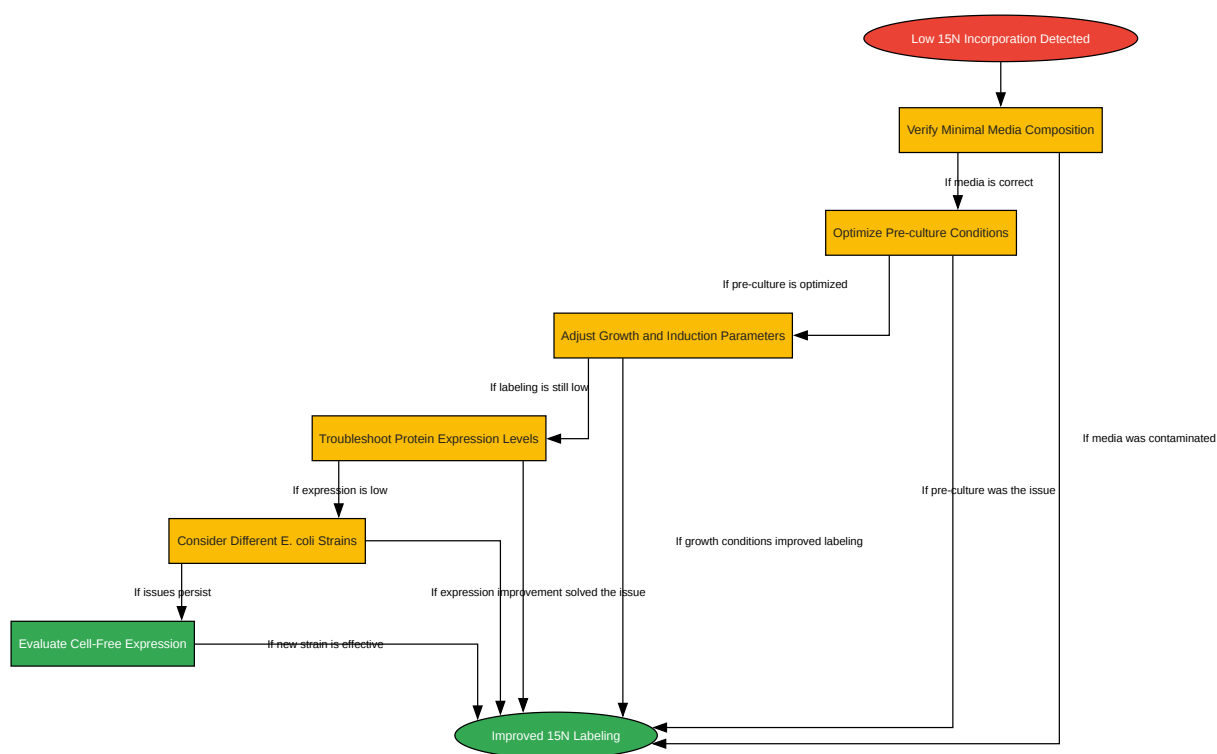 Low 15N Incorporation Detected
Verify Minimal Media Composition
If media is correct
Optimize Pre-culture Conditions
If pre-culture is optimized
Adjust Growth and Induction Parameters
If labeling is still low
Troubleshoot Protein Expression Levels
If media was contaminated
If expression is low
If pre-culture was the issue
Consider Different E. coli Strains
If growth conditions improved labeling
If issues persist
If expression improvement solved the issue
Evaluate Cell-Free Expression
If new strain is effective
Improved 15N Labeling